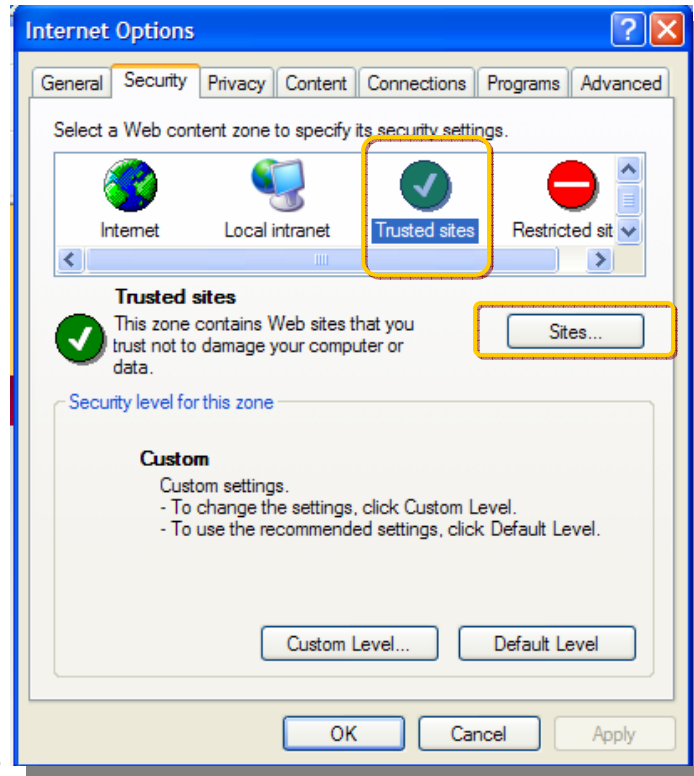 Internet Options
General Security Privacy Content Connections Programs Advanced
Select a Web content zone to specify its security settings.
Internet Local intranet Trusted sites Restricted sit
Trusted sites
This zone contains Web sites that you
trust not to damage your computer or
data.
Sites...
Security level for this zone
Custom
Custom settings.
- To change the settings, click Custom Level.
- To use the recommended settings, click Default Level.
Custom Level... Default Level
OK Cancel Apply